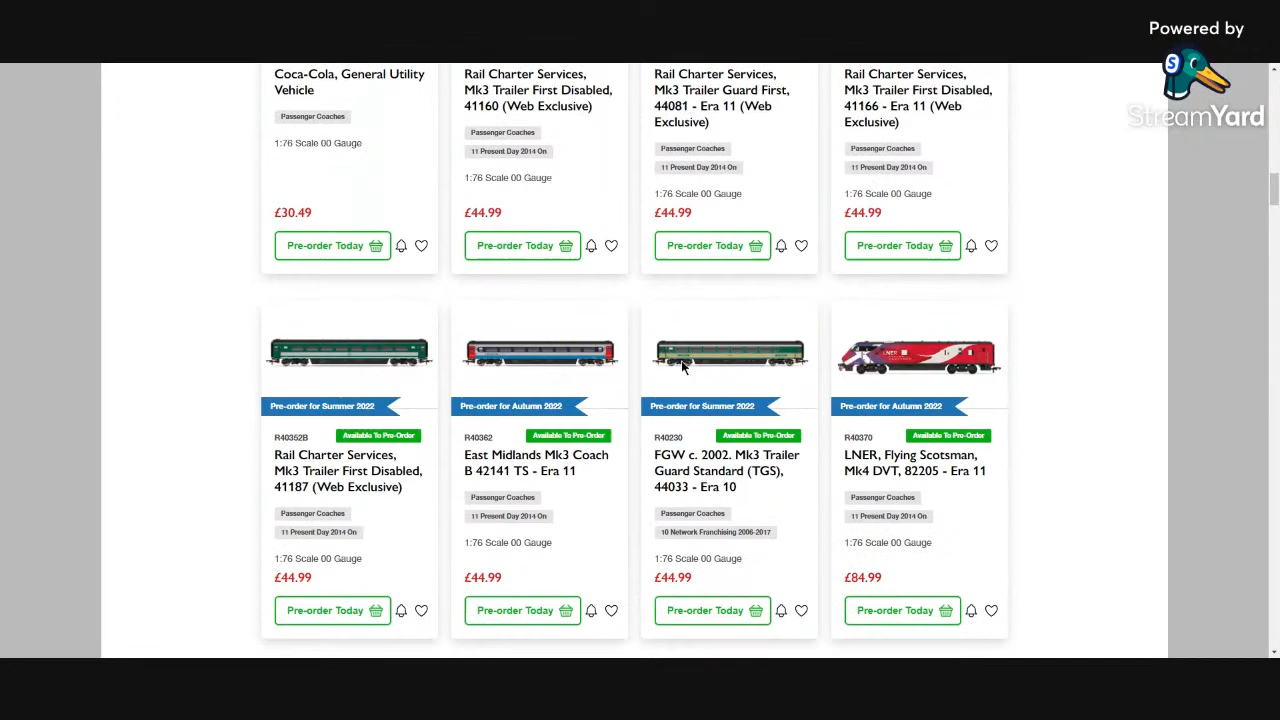 Powered by
StreamYard
Coca-Cola, General Utility
Vehicle
Passenger Coaches
1:76 Scale 00 Gauge
£30.49
Pre-order Today
Rail Charter Services,
Mk3 Trailer First Disabled,
41160 (Web Exclusive)
Passenger Coaches
11 Present Day 2014 On
1:76 Scale 00 Gauge
£44.99
Pre-order Today
Rail Charter Services,
Mk3 Trailer Guard First,
44081 - Era 11 (Web
Exclusive)
Passenger Coaches
11 Present Day 2014 On
1:76 Scale 00 Gauge
£44.99
Pre-order Today
Rail Charter Services,
Mk3 Trailer First Disabled,
41166 - Era 11 (Web
Exclusive)
Passenger Coaches
11 Present Day 2014 On
1:76 Scale 00 Gauge
£44.99
Pre-order Today
Pre-order for Summer 2022
R40352B
Available To Pre-Order
Rail Charter Services,
Mk3 Trailer First Disabled,
41187 (Web Exclusive)
Passenger Coaches
11 Present Day 2014 On
1:76 Scale 00 Gauge
£44.99
Pre-order Today
Pre-order for Autumn 2022
R40362
Available To Pre-Order
East Midlands Mk3 Coach
B 42141 TS - Era 11
Passenger Coaches
11 Present Day 2014 On
1:76 Scale 00 Gauge
£44.99
Pre-order Today
Pre-order for Summer 2022
R40230
Available To Pre-Order
FGW c. 2002. Mk3 Trailer
Guard Standard (TGS),
44033 - Era 10
Passenger Coaches
10 Network Franchising 2006-2017
1:76 Scale 00 Gauge
£44.99
Pre-order Today
LNER
Pre-order for Autumn 2022
R40370
Available To Pre-Order
LNER, Flying Scotsman,
Mk4 DVT, 82205 - Era 11
Passenger Coaches
11 Present Day 2014 On
1:76 Scale 00 Gauge
£84.99
Pre-order Today